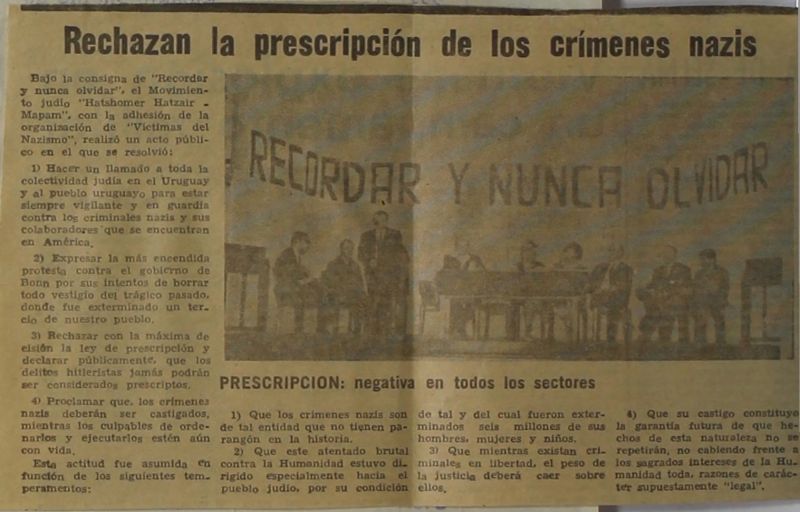 Rechazan la prescripción de los crímenes nazis
Bajo la consigna de "Recordar
y nunca olvidar", el Movimien-
to judío "Hatshomer Hatzair -
Mapam", con la adhesión de la
organización de "Víctimas del
Nazismo", realizó un acto públi-
co en el que se resolvió:
1) Hacer un llamado a toda la
colectividad judía en el Uruguay
y al pueblo uruguayo para estar
siempre vigilante y en guardia
contra los criminales nazis y sus
colaboradores que se encuentran
en América.
2) Expresar la más encendida
protesta contra el gobierno de
Bonn por sus intentos de borrar
todo vestigio del trágico pasado,
donde fue exterminado un ter-
cio de nuestro pueblo.
3) Rechazar con la máxima de
cisión la ley de prescripción y
declarar públicamente, que los
delitos hitleristas jamás podrán
ser considerados prescriptos.
4) Proclamar que, los crímenes
nazis deberán ser castigados,
mientras los culpables de orde-
narlos y ejecutarlos estén aún
con vida.
Esta actitud fue asumida en
función de los siguientes tem-
peramentos:
RECORDAR Y NUNCA OLVIDAR
PRESCRIPCION: negativa en todos los sectores
1) Que los crímenes nazis son
de tal entidad que no tienen pa-
rangón en la historia.
2) Que este atentado brutal
contra la Humanidad estuvo di-
rigido especialmente hacia el
pueblo judío, por su condición
de tal y del cual fueron exter-
minados seis millones de sus
hombres, mujeres y niños.
3) Que mientras existan cri-
minales en libertad, el peso de
la justicia deberá caer sobre
ellos.
4) Que su castigo constituye
la garantía futura de que he-
chos de esta naturaleza no se
repetirán, no cabiendo frente a
los sagrados intereses de la Hu-
manidad toda, razones de carác-
ter supuestamente "legal".